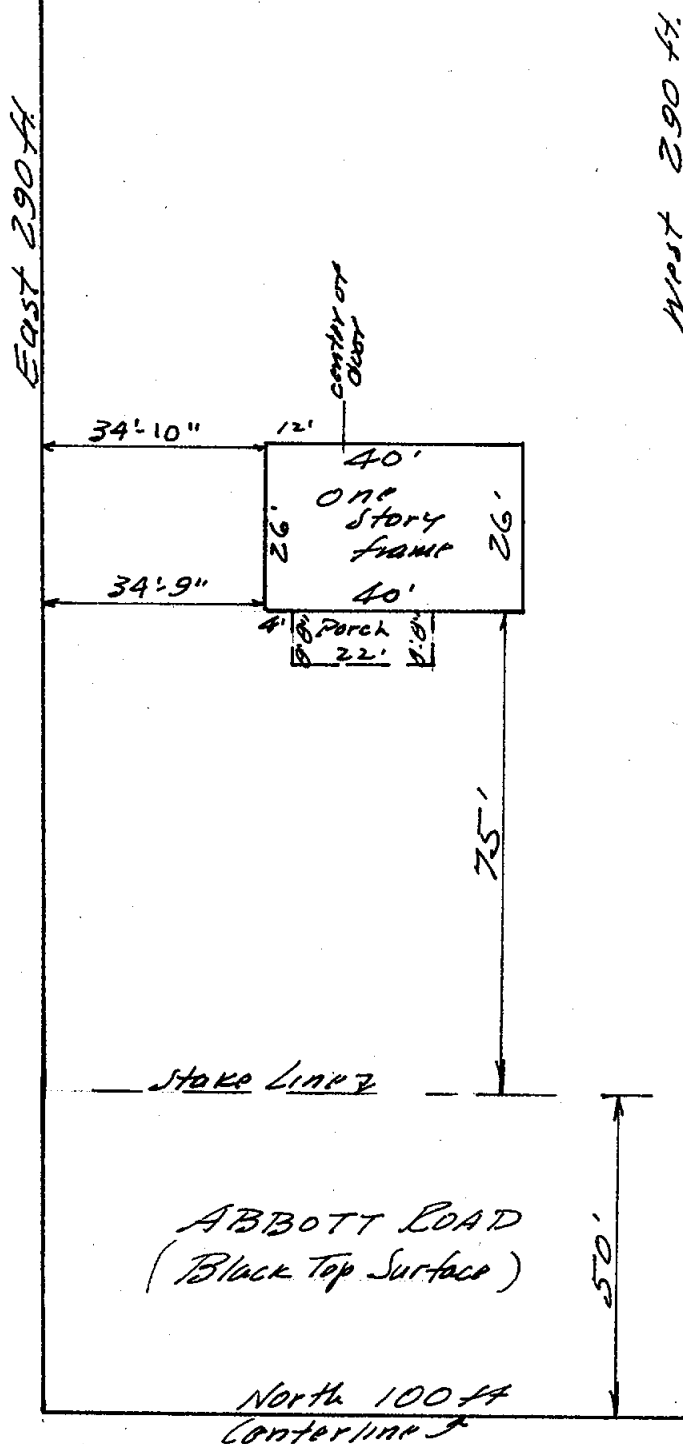 East 290 ft.
West 290 ft.
center of
door
34'-10"
12'
40'
one
story
frame
26'
26'
34'-9"
40'
4'
Porch
8'-8"
8'-8"
22'
75'
Stake Line
ABBOTT ROAD
(Black Top Surface)
50'
North 100 ft
Centerline